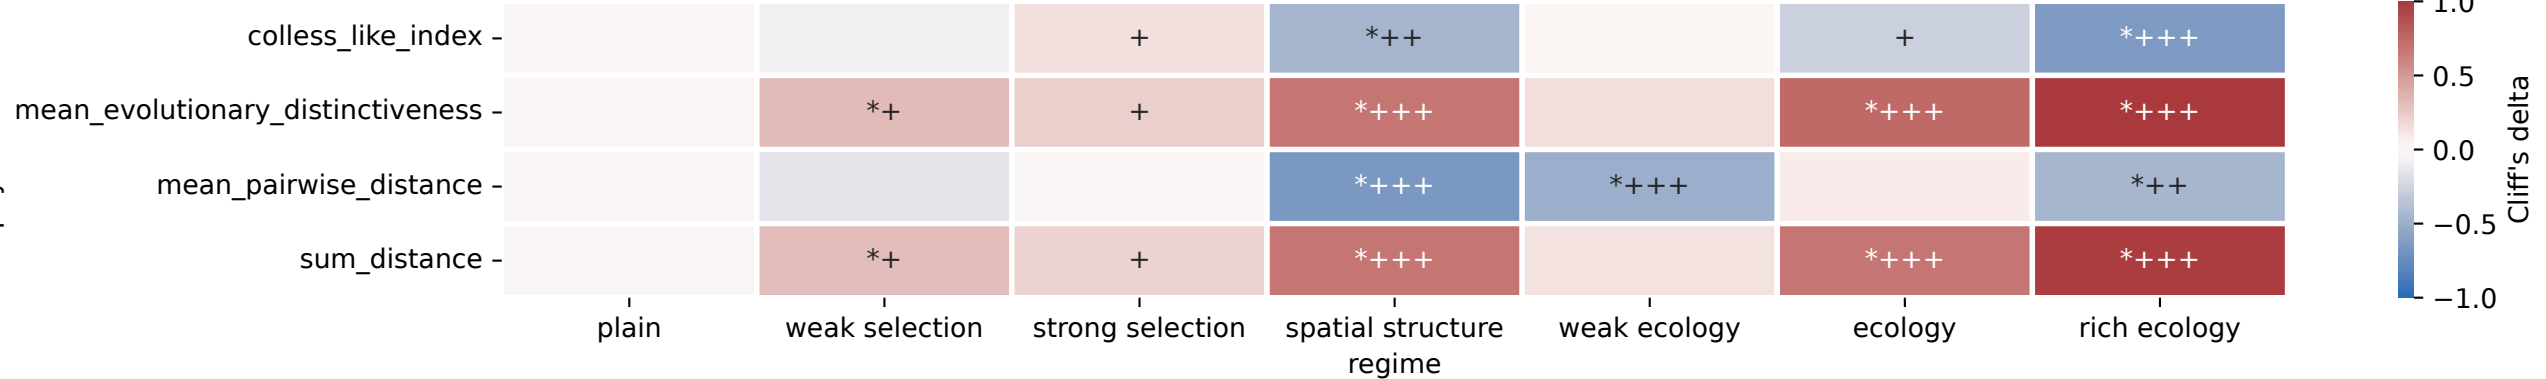 colless_like_index + *++ + *+++
mean_evolutionary_distinctiveness *+ + *+++ *+++ *+++
mean_pairwise_distance *+++ *+++ *++
sum_distance *+ + *+++ *+++ *+++
plain weak selection strong selection spatial structure weak ecology ecology rich ecology
regime
1.0
0.5
0.0
−0.5
−1.0
Cliff's delta